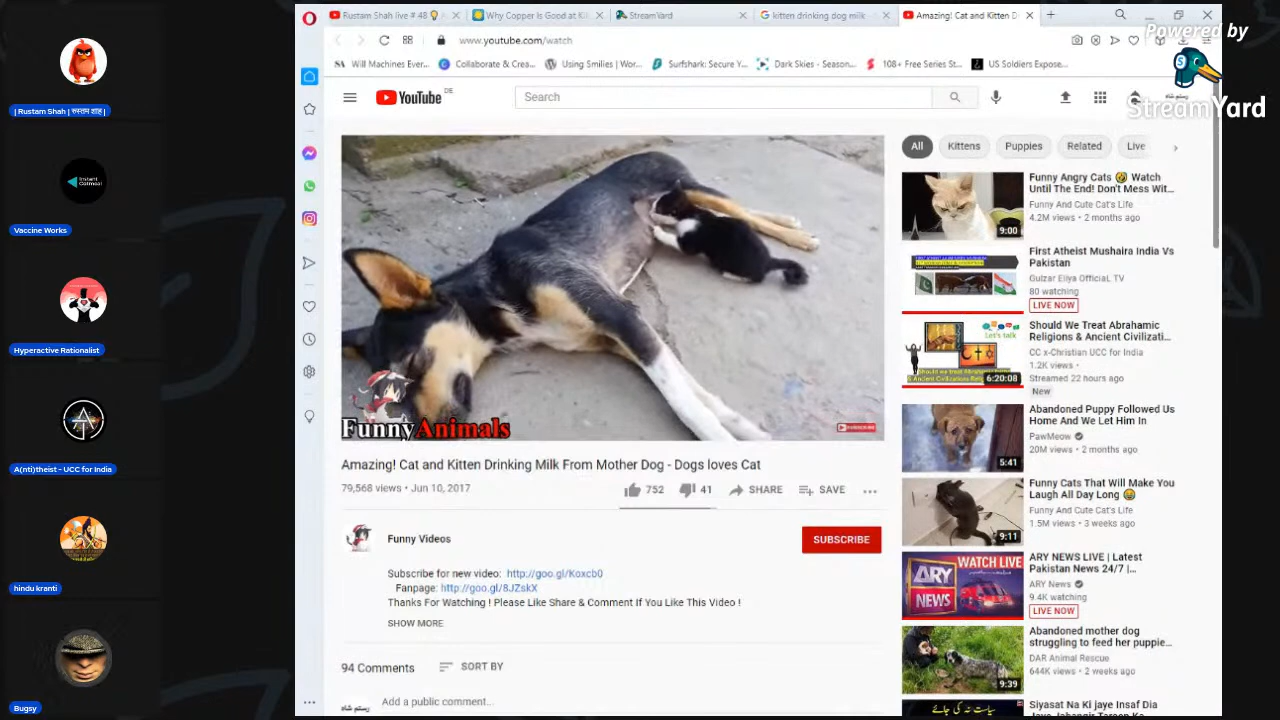 | Rustam Shah | रुस्तम शाह |
Instant
Oatmeal
Vaccine Works
Hyperactive Rationalist
A(nti)theist - UCC for India
hindu kranti
Bugsy
Rustam Shah live # 48
Why Copper Is Good at Kil
StreamYard
kitten drinking dog milk
Amazing! Cat and Kitten D
www.youtube.com/watch
Powered by
StreamYard
Will Machines Ever...
Collaborate & Crea...
Using Smilies | Wor...
Surfshark: Secure Y...
Dark Skies - Season...
108+ Free Series St...
US Soldiers Expose...
YouTube DE
Search
FunnyAnimals
SUBSCRIBE
Amazing! Cat and Kitten Drinking Milk From Mother Dog - Dogs loves Cat
79,568 views • Jun 10, 2017
752
41
SHARE
SAVE
Funny Videos
SUBSCRIBE
Subscribe for new video: http://goo.gl/Koxcb0
Fanpage: http://goo.gl/8JZskX
Thanks For Watching ! Please Like Share & Comment If You Like This Video !
SHOW MORE
94 Comments
SORT BY
رستم شاہ
Add a public comment...
All
Kittens
Puppies
Related
Live
9:00
Funny Angry Cats 🤣 Watch
Until The End! Don't Mess Wit...
Funny And Cute Cat's Life
4.2M views • 2 months ago
First Atheist Mushaira India Vs
Pakistan
Gulzar Eliya OfficiaL TV
80 watching
LIVE NOW
Let's talk
6:20:08
Should We Treat Abrahamic
Religions & Ancient Civilizati...
CC x-Christian UCC for India
1.2K views •
Streamed 22 hours ago
New
5:41
Abandoned Puppy Followed Us
Home And We Let Him In
PawMeow
20M views • 2 months ago
9:11
Funny Cats That Will Make You
Laugh All Day Long 😂
Funny And Cute Cat's Life
1.5M views • 3 weeks ago
WATCH LIVE
ARY
NEWS
ARY NEWS LIVE | Latest
Pakistan News 24/7 |...
ARY News
9.4K watching
LIVE NOW
9:39
Abandoned mother dog
struggling to feed her puppie...
DAR Animal Rescue
644K views • 2 weeks ago
Siyasat Na Ki jaye Insaf Dia